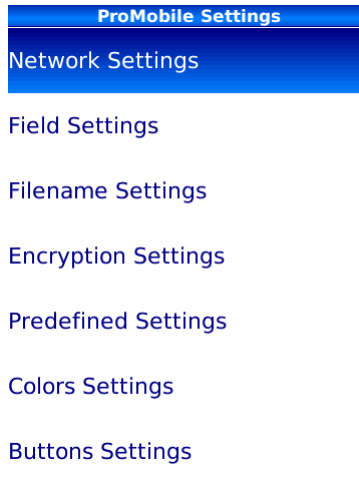 ProMobile Settings
Network Settings
Field Settings
Filename Settings
Encryption Settings
Predefined Settings
Colors Settings
Buttons Settings